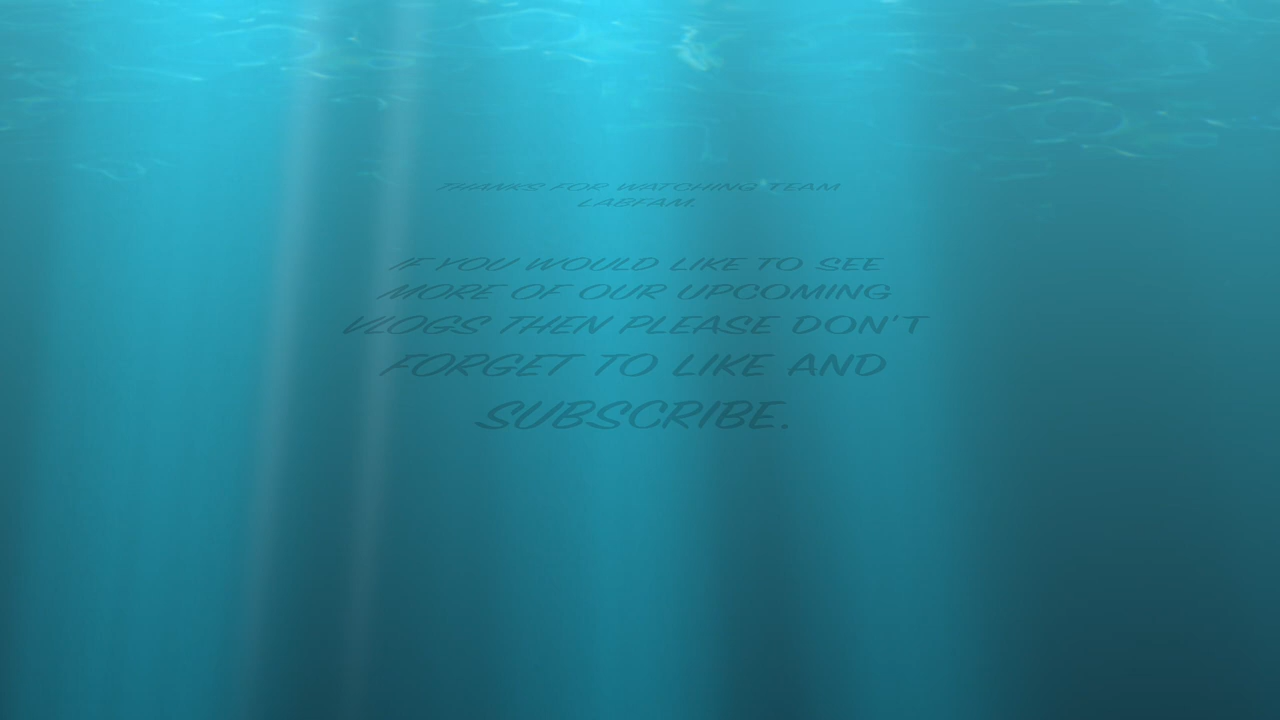 THANKS FOR WATCHING TEAM
LABFAM.
IF YOU WOULD LIKE TO SEE
MORE OF OUR UPCOMING
VLOGS THEN PLEASE DON'T
FORGET TO LIKE AND
SUBSCRIBE.